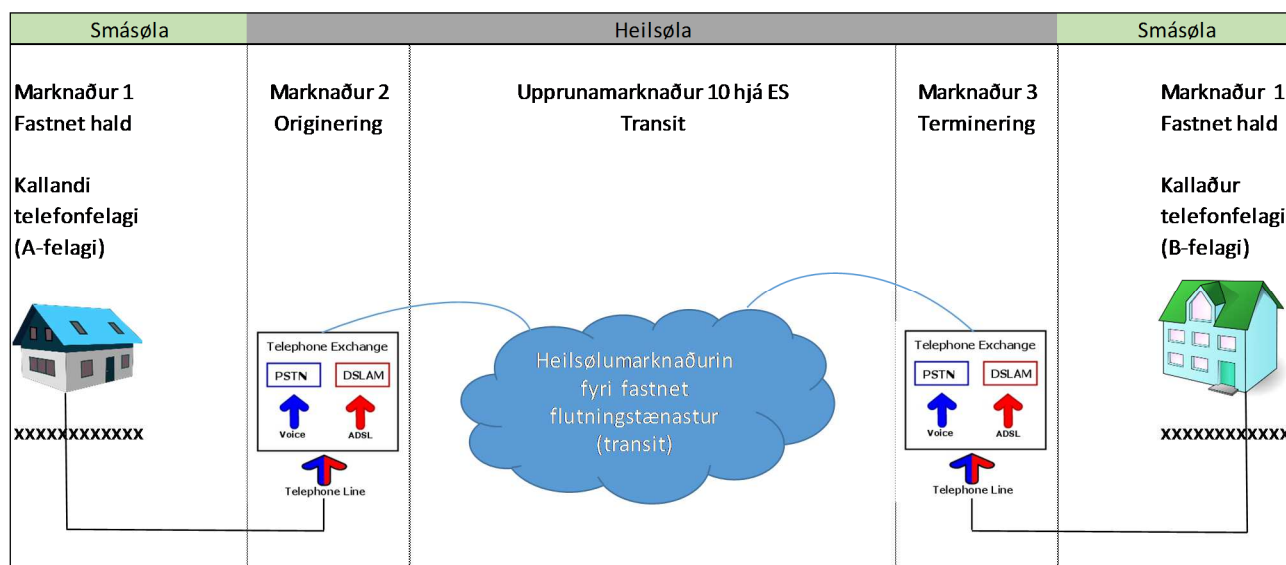 Smásøla
Heilsøla
Smásøla
Marknaður 1
Fastnet hald
Kallandi
telefonfelagi
(A-felagi)
xxxxxxxxxxxx
Marknaður 2
Originering
Telephone Exchange
PSTN DSLAM
Voice ADSL
Telephone Line
Upprunamarknaður 10 hjá ES
Transit
Heilsølumarknaðurin
fyri fastnet
flutningstænastur
(transit)
Marknaður 3
Terminering
Telephone Exchange
PSTN DSLAM
Voice ADSL
Telephone Line
Marknaður 1
Fastnet hald
Kallaður
telefonfelagi
(B-felagi)
xxxxxxxxxxxx